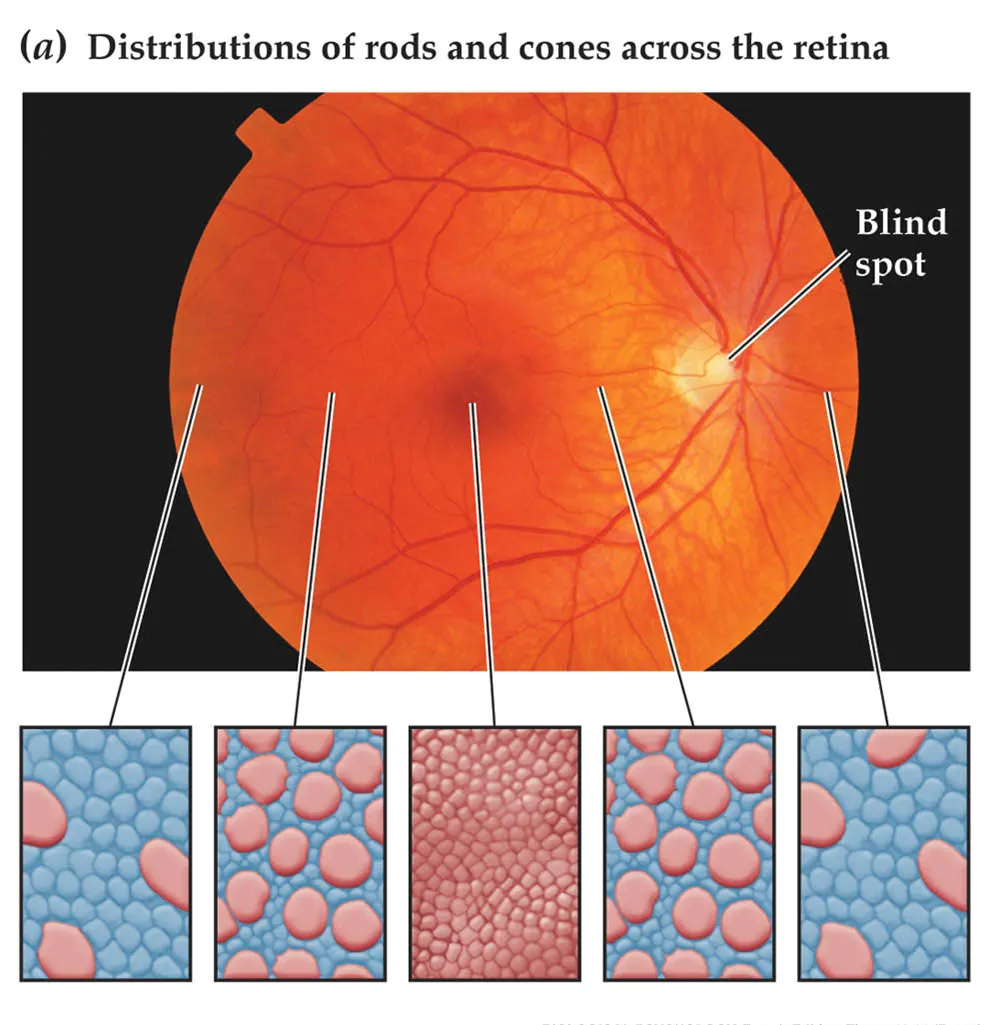 (a) Distributions of rods and cones across the retina
Blind
spot